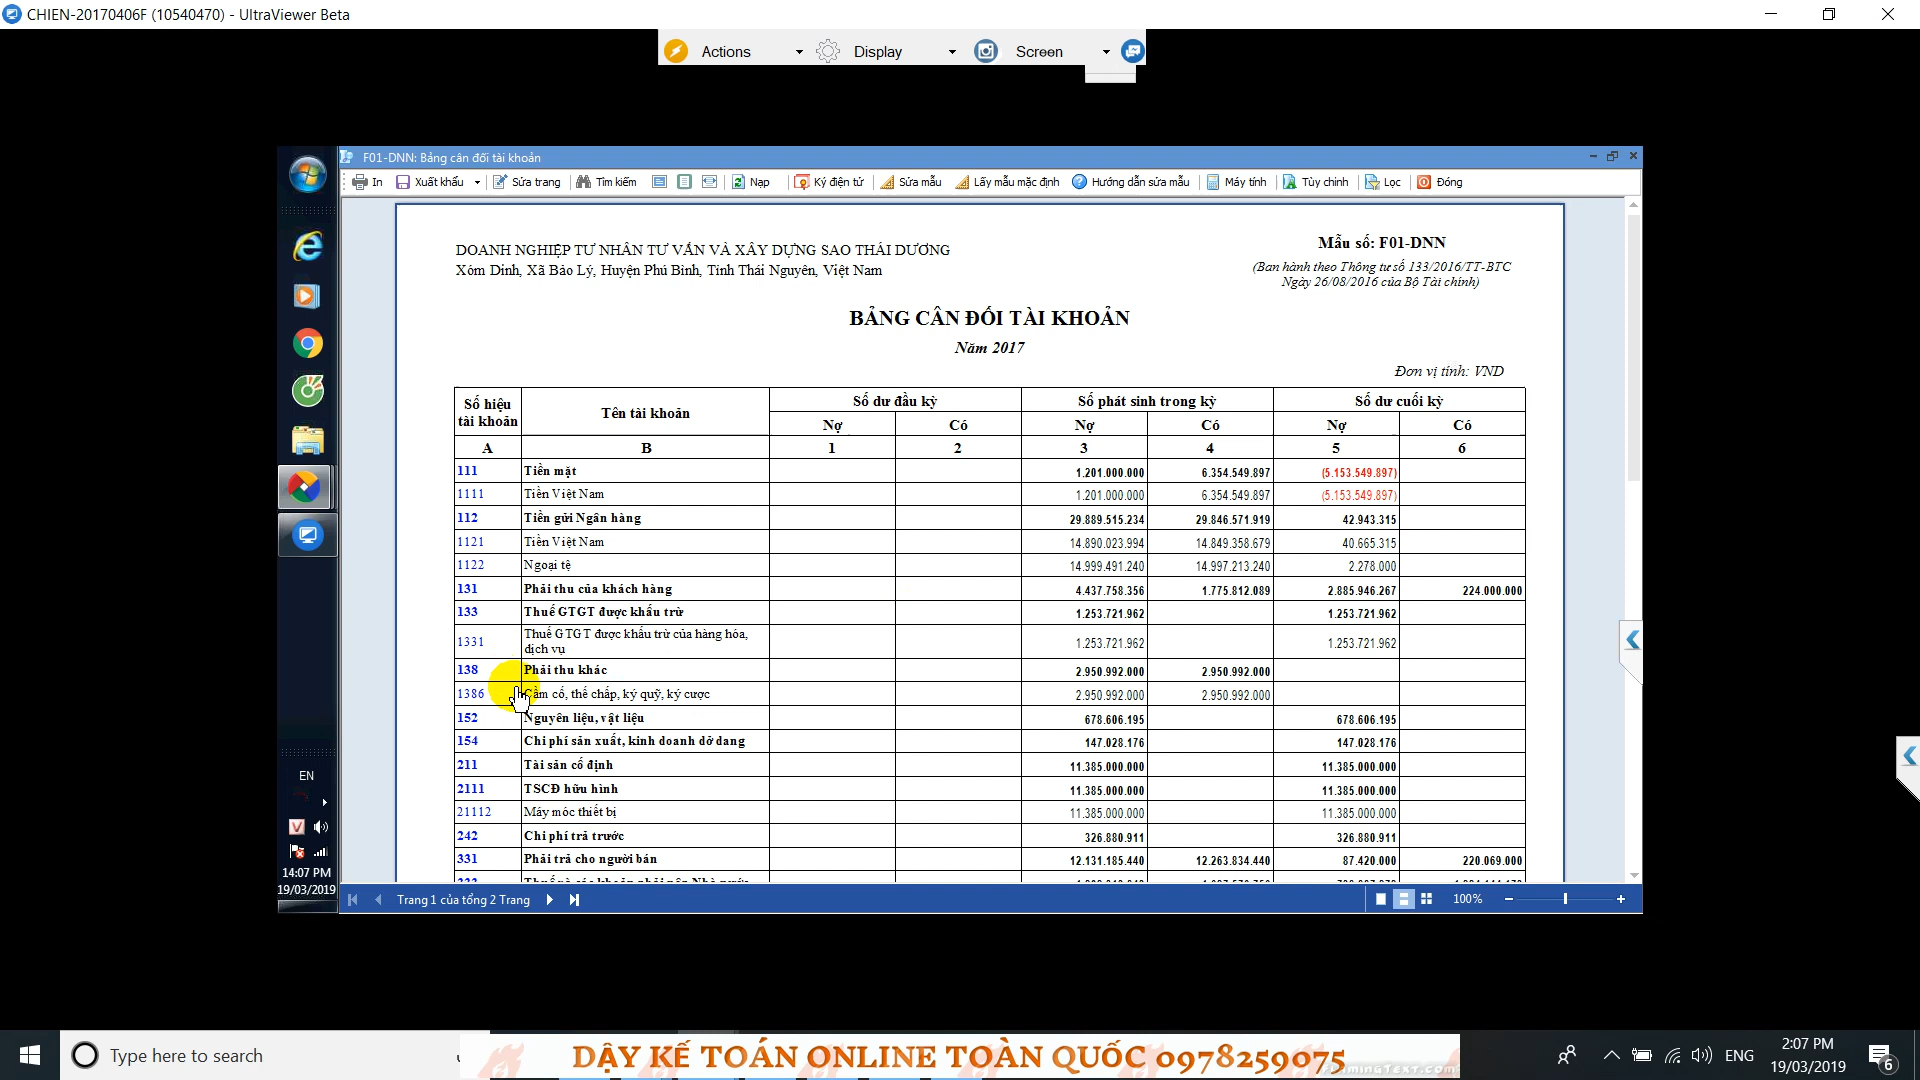 CHIEN-20170406F (10540470) - UltraViewer Beta
Actions Display Screen
F01-DNN: Bảng cân đối tài khoản
In Xuất khẩu Sửa trang Tìm kiếm Nạp Ký điện tử Sửa mẫu Lấy mẫu mặc định Hướng dẫn sửa mẫu Máy tính Tùy chỉnh Lọc Đóng
DOANH NGHIỆP TƯ NHÂN TƯ VẤN VÀ XÂY DỰNG SAO THÁI DƯƠNG
Xóm Dinh, Xã Bảo Lý, Huyện Phú Bình, Tỉnh Thái Nguyên, Việt Nam
Mẫu số: F01-DNN
(Ban hành theo Thông tư số 133/2016/TT-BTC
Ngày 26/08/2016 của Bộ Tài chính)
BẢNG CÂN ĐỐI TÀI KHOẢN
Năm 2017
Đơn vị tính: VND
Số hiệu tài khoản Tên tài khoản Số dư đầu kỳ Số phát sinh trong kỳ Số dư cuối kỳ
Nợ Có Nợ Có Nợ Có
A B 1 2 3 4 5 6
111 Tiền mặt 1.201.000.000 6.354.549.897 (5.153.549.897)
1111 Tiền Việt Nam 1.201.000.000 6.354.549.897 (5.153.549.897)
112 Tiền gửi Ngân hàng 29.889.515.234 29.846.571.919 42.943.315
1121 Tiền Việt Nam 14.890.023.994 14.849.358.679 40.665.315
1122 Ngoại tệ 14.999.491.240 14.997.213.240 2.278.000
131 Phải thu của khách hàng 4.437.758.356 1.775.812.089 2.885.946.267 224.000.000
133 Thuế GTGT được khấu trừ 1.253.721.962 1.253.721.962
1331 Thuế GTGT được khấu trừ của hàng hóa, dịch vụ 1.253.721.962 1.253.721.962
138 Phải thu khác 2.950.992.000 2.950.992.000
1386 Cầm cố, thế chấp, ký quỹ, ký cược 2.950.992.000 2.950.992.000
152 Nguyên liệu, vật liệu 678.606.195 678.606.195
154 Chi phí sản xuất, kinh doanh dở dang 147.028.176 147.028.176
211 Tài sản cố định 11.385.000.000 11.385.000.000
2111 TSCĐ hữu hình 11.385.000.000 11.385.000.000
21112 Máy móc thiết bị 11.385.000.000 11.385.000.000
242 Chi phí trả trước 326.880.911 326.880.911
331 Phải trả cho người bán 12.131.185.440 12.263.834.440 87.420.000 220.069.000
Trang 1 của tổng 2 Trang 100%
EN
14:07 PM
19/03/2019
Type here to search
DẠY KẾ TOÁN ONLINE TOÀN QUỐC 0978259075
ENG
2:07 PM
19/03/2019
6